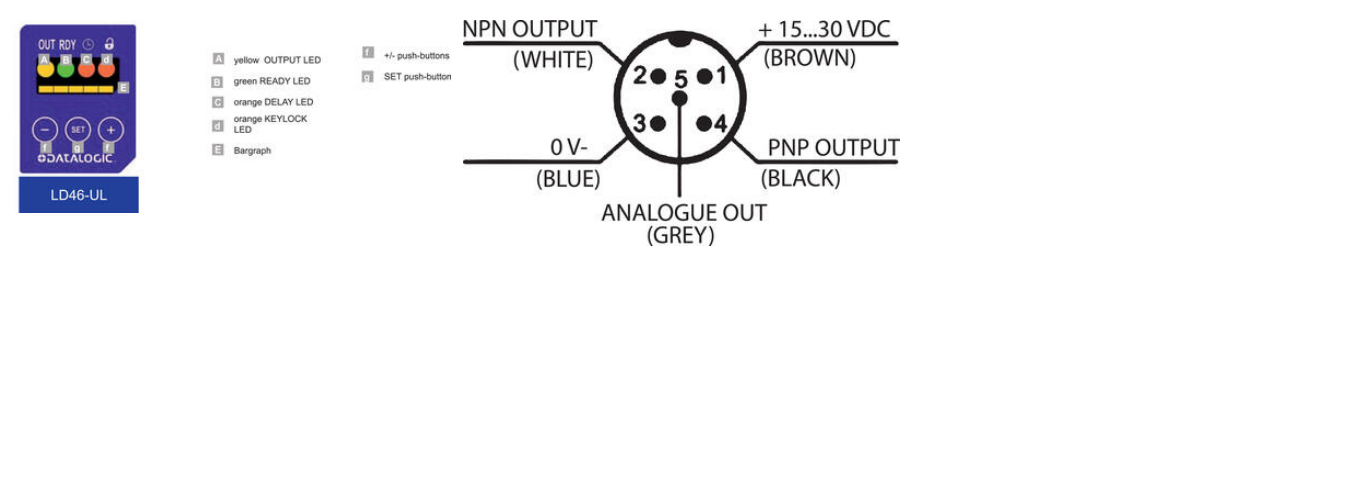 OUT RDY
A B C d
E
- SET +
f g f
DATALOGIC
LD46-UL
A yellow OUTPUT LED
B green READY LED
C orange DELAY LED
d orange KEYLOCK
LED
E Bargraph
f +/- push-buttons
g SET push-button
NPN OUTPUT
(WHITE)
+ 15...30 VDC
(BROWN)
2 5 1
3 4
0 V-
(BLUE)
PNP OUTPUT
(BLACK)
ANALOGUE OUT
(GREY)